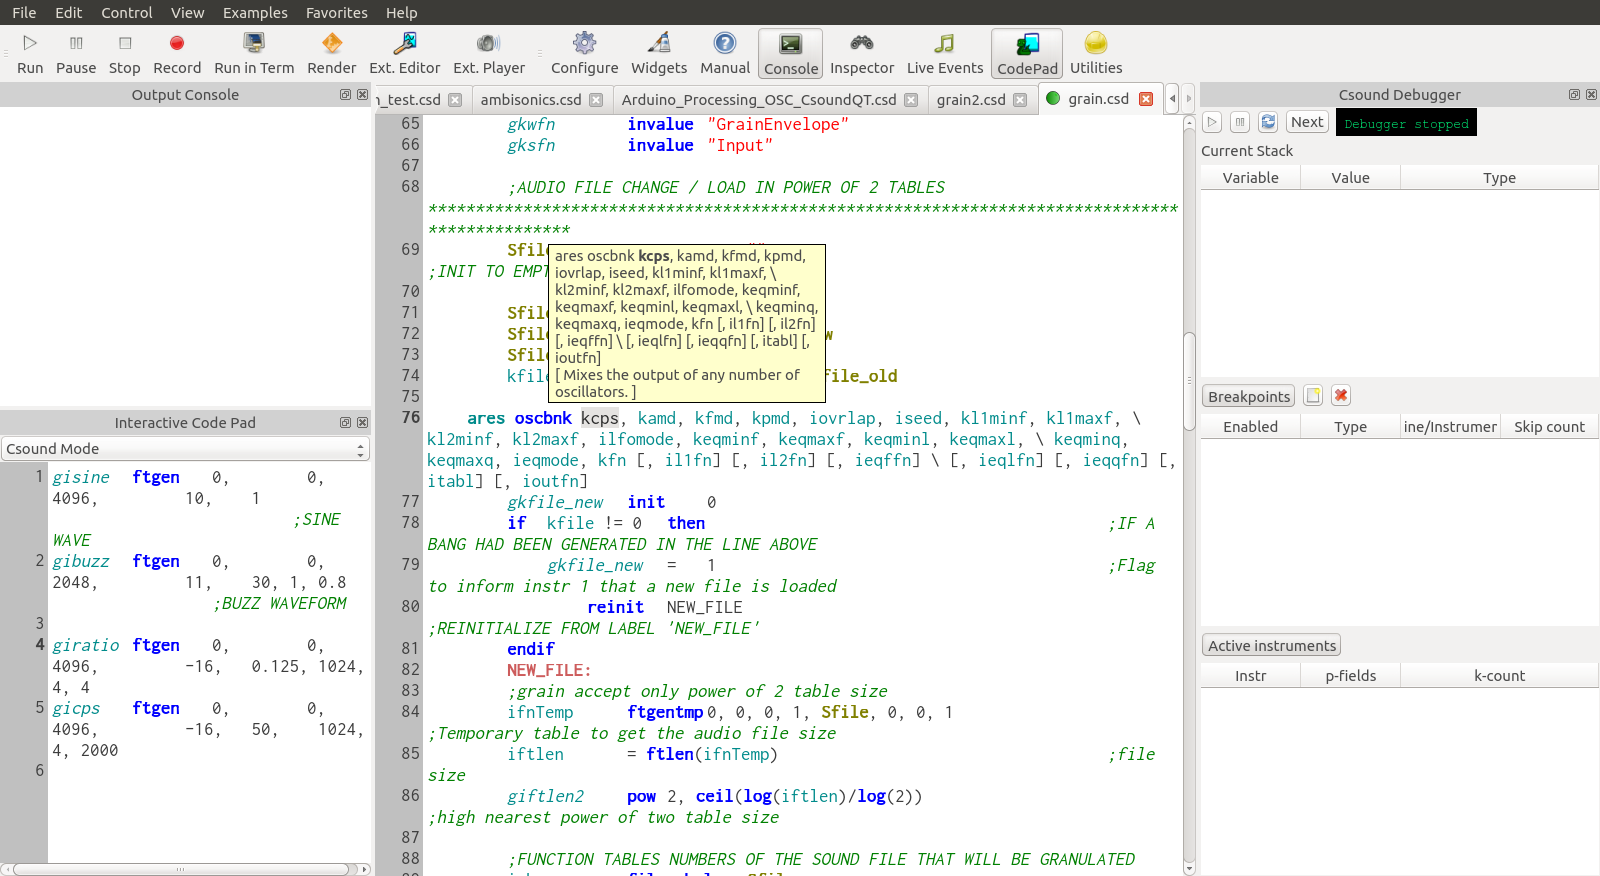 File Edit Control View Examples Favorites Help
Run Pause Stop Record Run in Term Render Ext. Editor Ext. Player Configure Widgets Manual Console Inspector Live Events CodePad Utilities
Output Console
Interactive Code Pad
Csound Mode
1 gisine ftgen 0, 0,
4096, 10, 1
;SINE
WAVE
2 gibuzz ftgen 0, 0,
2048, 11, 30, 1, 0.8
;BUZZ WAVEFORM
3
4 giratio ftgen 0, 0,
4096, -16, 0.125, 1024,
4, 4
5 gicps ftgen 0, 0,
4096, -16, 50, 1024,
4, 2000
6
_test.csd ambisonics.csd Arduino_Processing_OSC_CsoundQT.csd grain2.csd grain.csd
65 gkwfn invalue "GrainEnvelope"
66 gksfn invalue "Input"
67
68 ;AUDIO FILE CHANGE / LOAD IN POWER OF 2 TABLES
*******************************************************************************
***************
69 Sfile
;INIT TO EMPT
70
71 Sfile
72 Sfile w
73 Sfile
74 kfile file_old
75
ares oscbnk kcps, kamd, kfmd, kpmd,
iovrlap, iseed, kl1minf, kl1maxf, \
kl2minf, kl2maxf, ilfomode, keqminf,
keqmaxf, keqminl, keqmaxl, \ keqminq,
keqmaxq, ieqmode, kfn [, il1fn] [, il2fn]
[, ieqffn] \ [, ieqlfn] [, ieqqfn] [, itabl] [,
ioutfn]
[ Mixes the output of any number of
oscillators. ]
76 ares oscbnk kcps, kamd, kfmd, kpmd, iovrlap, iseed, kl1minf, kl1maxf, \
kl2minf, kl2maxf, ilfomode, keqminf, keqmaxf, keqminl, keqmaxl, \ keqminq,
keqmaxq, ieqmode, kfn [, il1fn] [, il2fn] [, ieqffn] \ [, ieqlfn] [, ieqqfn] [,
itabl] [, ioutfn]
77 gkfile_new init 0
78 if kfile != 0 then ;IF A
BANG HAD BEEN GENERATED IN THE LINE ABOVE
79 gkfile_new = 1 ;Flag
to inform instr 1 that a new file is loaded
80 reinit NEW_FILE
;REINITIALIZE FROM LABEL 'NEW_FILE'
81 endif
82 NEW_FILE:
83 ;grain accept only power of 2 table size
84 ifnTemp ftgentmp 0, 0, 0, 1, Sfile, 0, 0, 1
;Temporary table to get the audio file size
85 iftlen = ftlen(ifnTemp) ;file
size
86 giftlen2 pow 2, ceil(log(iftlen)/log(2))
;high nearest power of two table size
87
88 ;FUNCTION TABLES NUMBERS OF THE SOUND FILE THAT WILL BE GRANULATED
Csound Debugger
Next Debugger stopped
Current Stack
Variable Value Type
Breakpoints
Enabled Type ine/Instrumer Skip count
Active instruments
Instr p-fields k-count